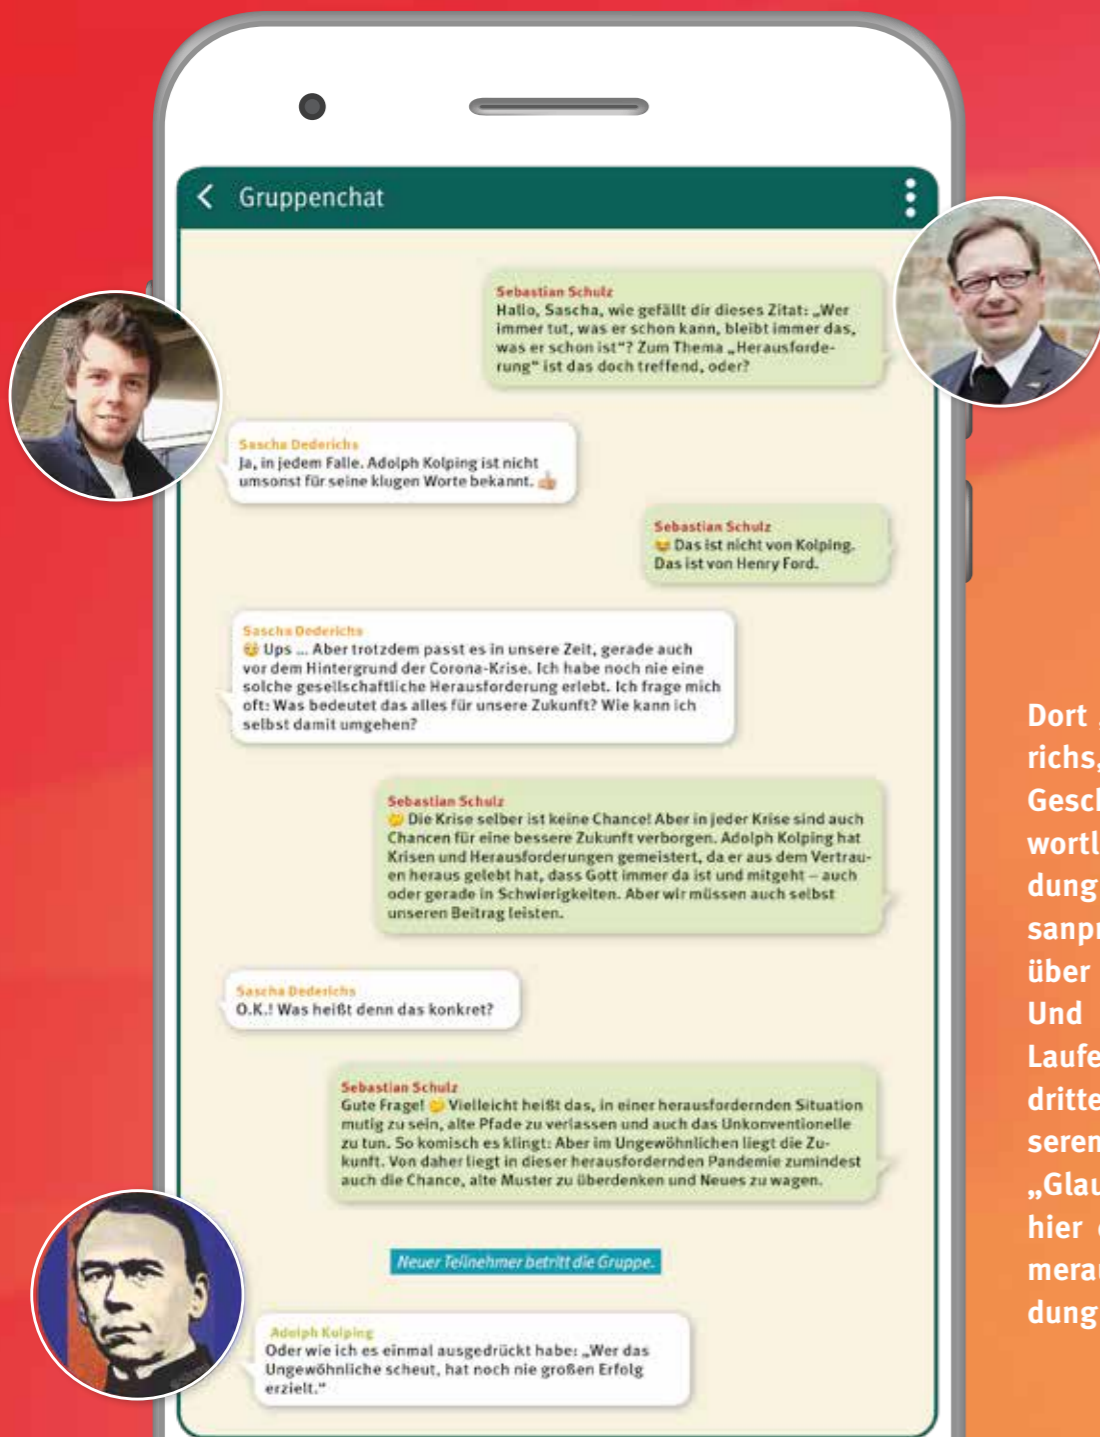 Gruppenchat
Sebastian Schulz
Hallo, Sascha, wie gefällt dir dieses Zitat: „Wer
immer tut, was er schon kann, bleibt immer das,
was er schon ist“? Zum Thema „Herausforde-
rung“ ist das doch treffend, oder?
Sascha Dederichs
Ja, in jedem Falle. Adolph Kolping ist nicht
umsonst für seine klugen Worte bekannt. 👍
Sebastian Schulz
😂 Das ist nicht von Kolping.
Das ist von Henry Ford.
Sascha Dederichs
😳 Ups ... Aber trotzdem passt es in unsere Zeit, gerade auch
vor dem Hintergrund der Corona-Krise. Ich habe noch nie eine
solche gesellschaftliche Herausforderung erlebt. Ich frage mich
oft: Was bedeutet das alles für unsere Zukunft? Wie kann ich
selbst damit umgehen?
Sebastian Schulz
🤔 Die Krise selber ist keine Chance! Aber in jeder Krise sind auch
Chancen für eine bessere Zukunft verborgen. Adolph Kolping hat
Krisen und Herausforderungen gemeistert, da er aus dem Vertrau-
en heraus gelebt hat, dass Gott immer da ist und mitgeht – auch
oder gerade in Schwierigkeiten. Aber wir müssen auch selbst
unseren Beitrag leisten.
Sascha Dederichs
O.K.! Was heißt denn das konkret?
Sebastian Schulz
Gute Frage! 🤔 Vielleicht heißt das, in einer herausfordernden Situation
mutig zu sein, alte Pfade zu verlassen und auch das Unkonventionelle
zu tun. So komisch es klingt: Aber im Ungewöhnlichen liegt die Zu-
kunft. Von daher liegt in dieser herausfordernden Pandemie zumindest
auch die Chance, alte Muster zu überdenken und Neues zu wagen.
Neuer Teilnehmer betritt die Gruppe.
Adolph Kolping
Oder wie ich es einmal ausgedrückt habe: „Wer das
Ungewöhnliche scheut, hat noch nie großen Erfolg
erzielt.“
Dort
richs,
Gesch
wortl
dung
sanpr
über
Und
Laufe
dritte
seren
„Glau
hier
merau
dung